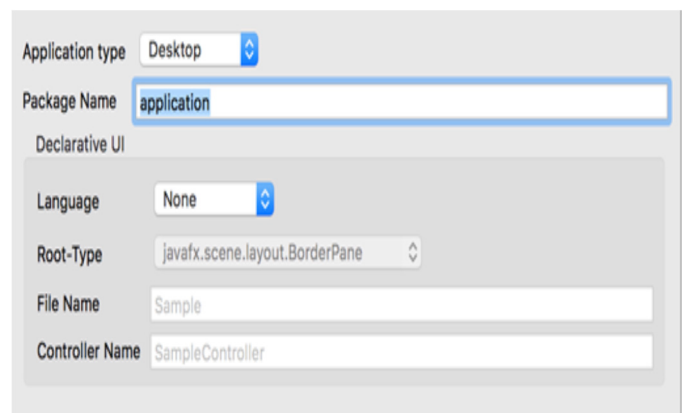 Application type Desktop
Package Name application
Declarative UI
Language None
Root-Type javafx.scene.layout.BorderPane
File Name Sample
Controller Name SampleController